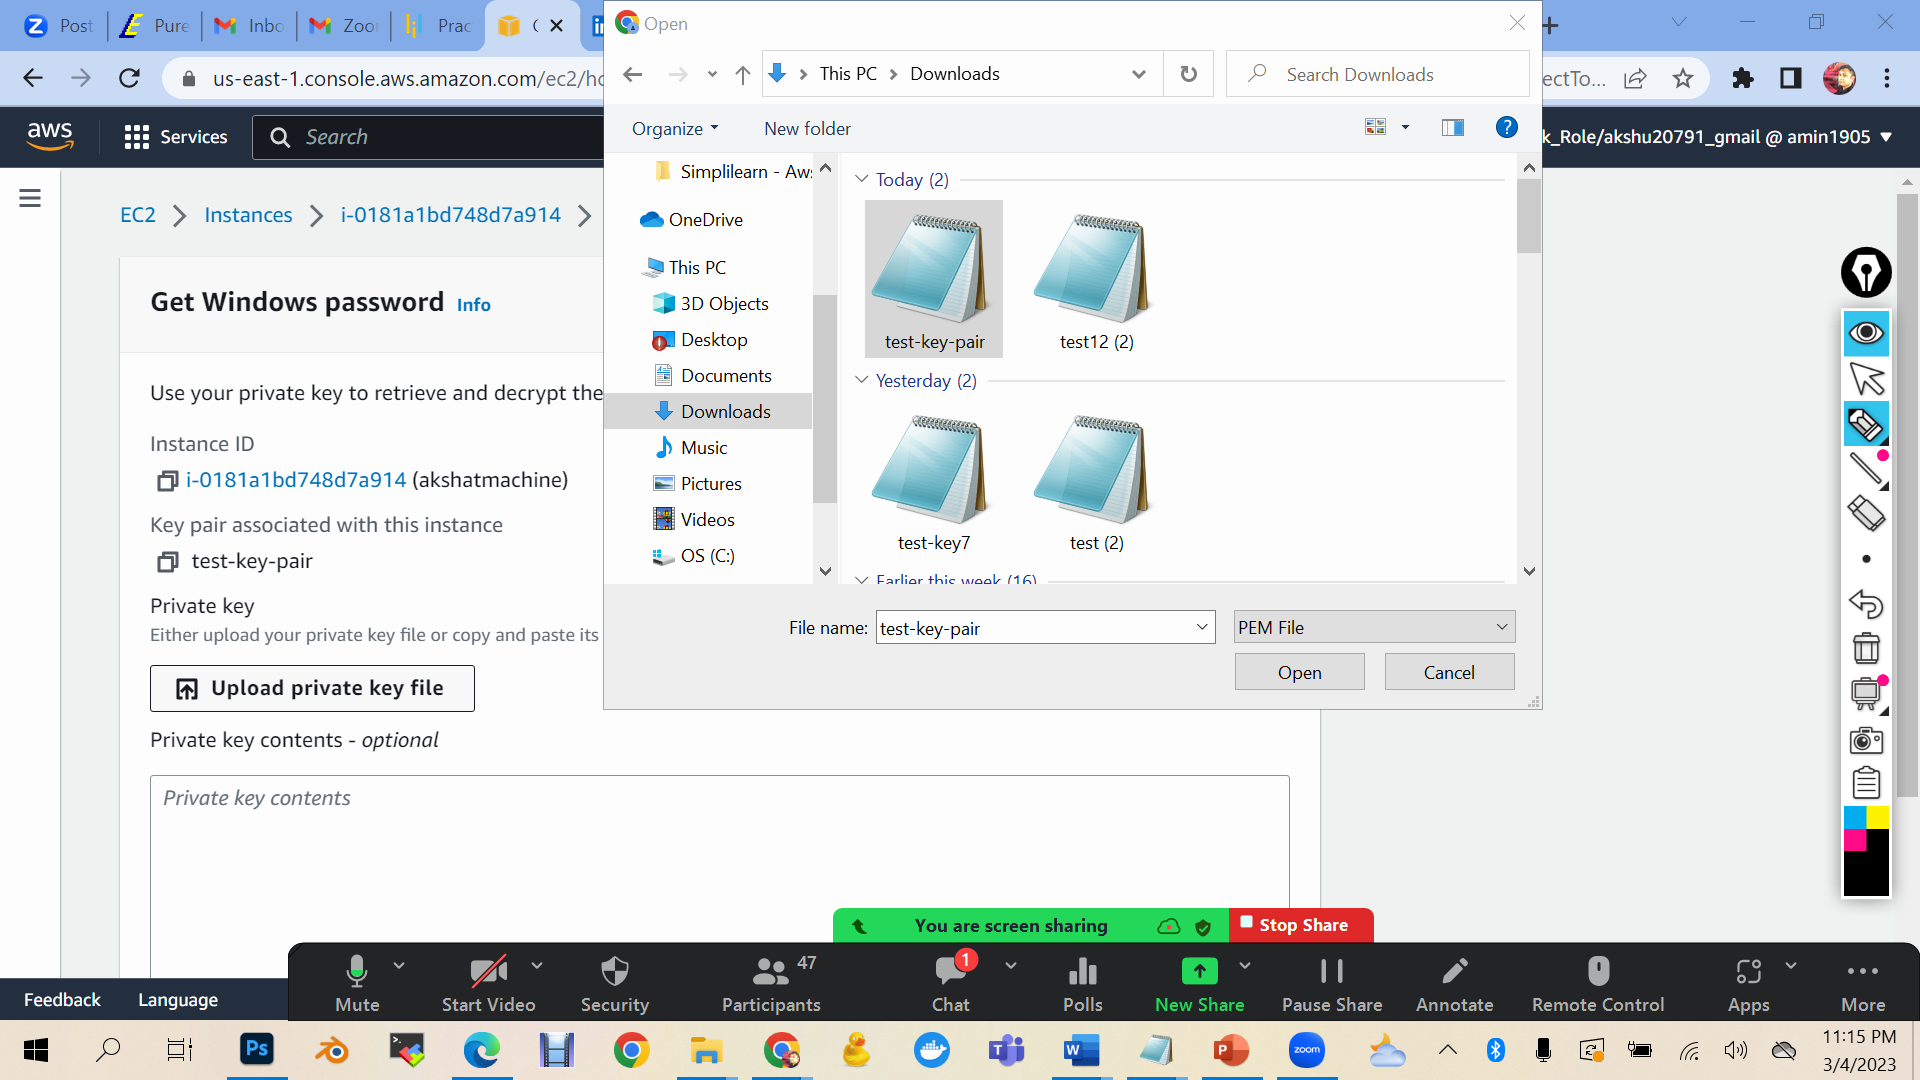 Post
Pure
Inbo
Zoor
Prac
Open
us-east-1.console.aws.amazon.com/ec2/ho
This PC
Downloads
Search Downloads
ectTo...
aws
Services
Search
Organize
New folder
k_Role/akshu20791_gmail @ amin1905
EC2
Instances
i-0181a1bd748d7a914
Get Windows password
Info
Use your private key to retrieve and decrypt the
Instance ID
i-0181a1bd748d7a914 (akshatmachine)
Key pair associated with this instance
test-key-pair
Private key
Either upload your private key file or copy and paste its
Upload private key file
Private key contents - optional
Private key contents
Simplilearn - Aws
OneDrive
This PC
3D Objects
Desktop
Documents
Downloads
Music
Pictures
Videos
OS (C:)
Today (2)
test-key-pair
test12 (2)
Yesterday (2)
test-key7
test (2)
Earlier this week (16)
File name:
test-key-pair
PEM File
Open
Cancel
You are screen sharing
Stop Share
Mute
Start Video
Security
Participants
47
Chat
1
Polls
New Share
Pause Share
Annotate
Remote Control
Apps
More
Feedback
Language
Ps
W
P
zoom
11:15 PM
3/4/2023